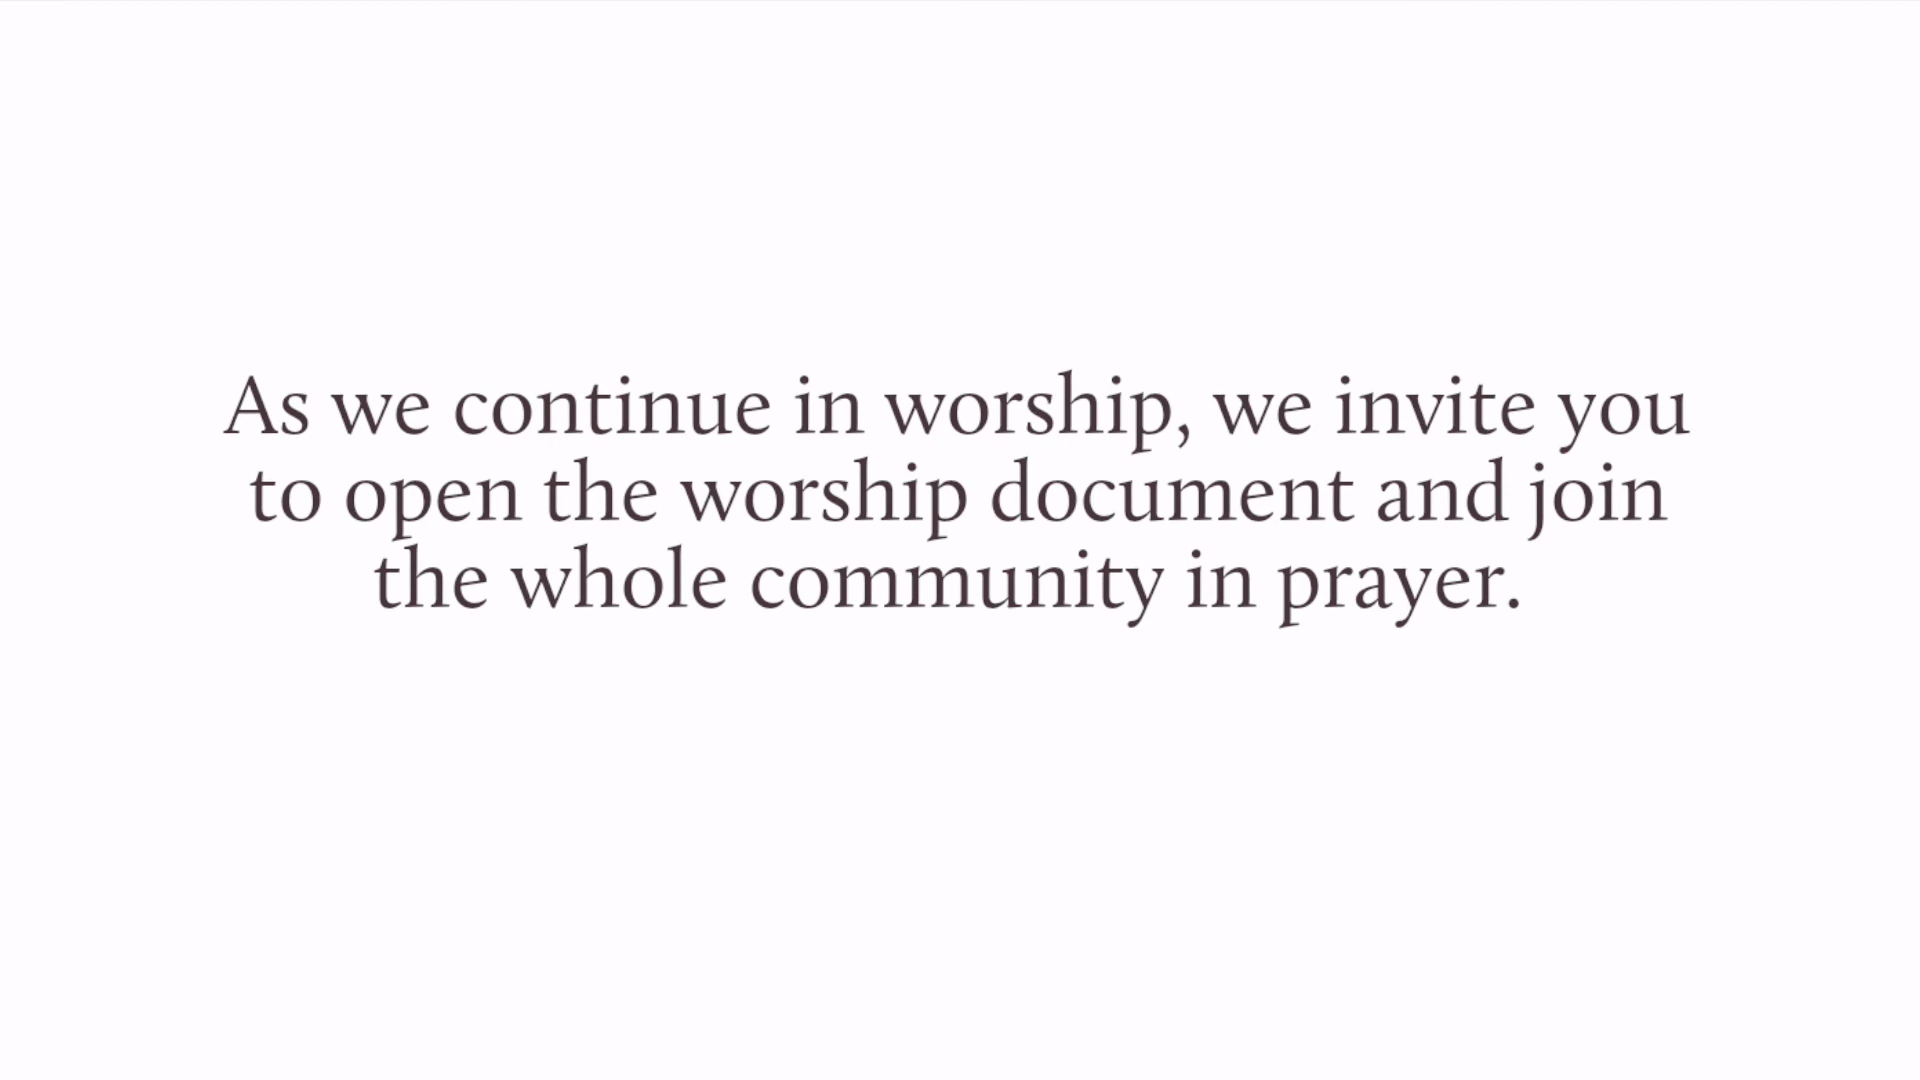 As we continue in worship, we invite you
to open the worship document and join
the whole community in prayer.